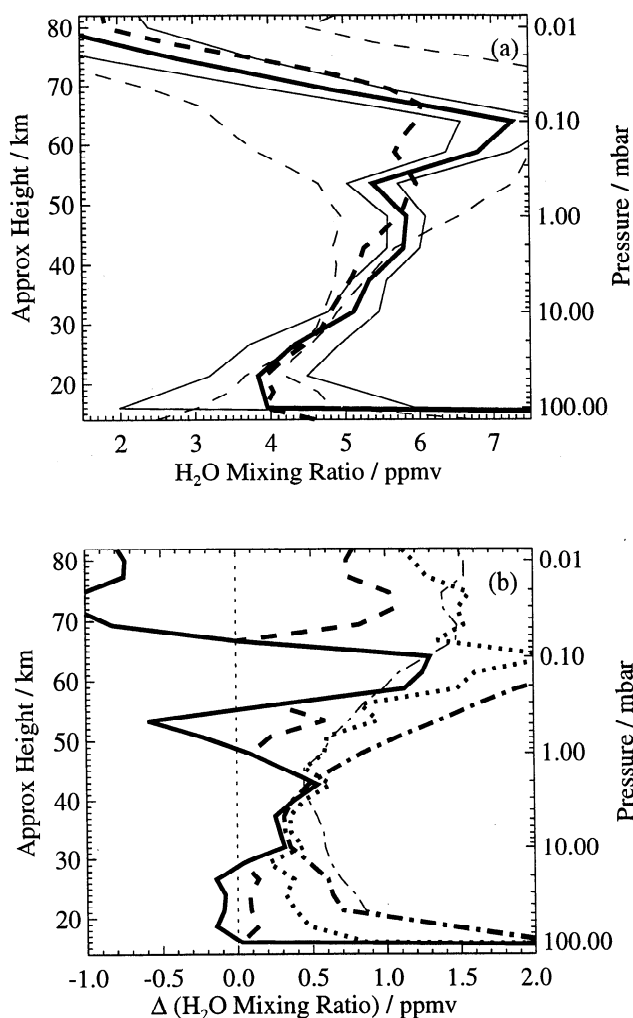 (a)
80
70
60
50
40
30
20
Approx Height / km
0.01
0.10
1.00
10.00
100.00
Pressure / mbar
2 3 4 5 6 7
H₂O Mixing Ratio / ppmv
(b)
80
70
60
50
40
30
20
Approx Height / km
0.01
0.10
1.00
10.00
100.00
Pressure / mbar
-1.0 -0.5 0.0 0.5 1.0 1.5 2.0
Δ (H₂O Mixing Ratio) / ppmv